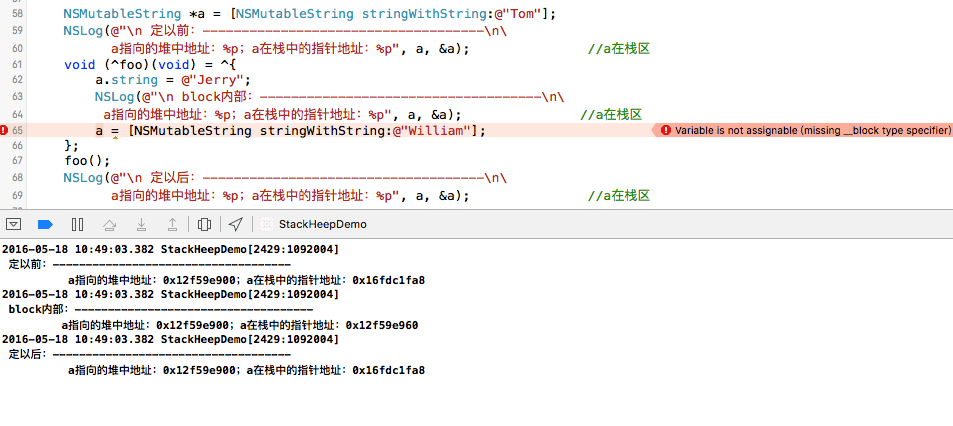 58 NSMutableString *a = [NSMutableString stringWithString:@"Tom"];
59 NSLog(@"\n 定以前：------------------------------------\n\
60 a指向的堆中地址：%p；a在栈中的指针地址：%p", a, &a); //a在栈区
61 void (^foo)(void) = ^{
62 a.string = @"Jerry";
63 NSLog(@"\n block内部：------------------------------------\n\
64 a指向的堆中地址：%p；a在栈中的指针地址：%p", a, &a); //a在栈区
65 a = [NSMutableString stringWithString:@"William"]; Variable is not assignable (missing __block type specifier)
66 };
67 foo();
68 NSLog(@"\n 定以后：------------------------------------\n\
69 a指向的堆中地址：%p；a在栈中的指针地址：%p", a, &a); //a在栈区
StackHeepDemo
2016-05-18 10:49:03.382 StackHeepDemo[2429:1092004]
定以前：------------------------------------
a指向的堆中地址：0x12f59e900；a在栈中的指针地址：0x16fdc1fa8
2016-05-18 10:49:03.382 StackHeepDemo[2429:1092004]
block内部：------------------------------------
a指向的堆中地址：0x12f59e900；a在栈中的指针地址：0x12f59e960
2016-05-18 10:49:03.382 StackHeepDemo[2429:1092004]
定以后：------------------------------------
a指向的堆中地址：0x12f59e900；a在栈中的指针地址：0x16fdc1fa8